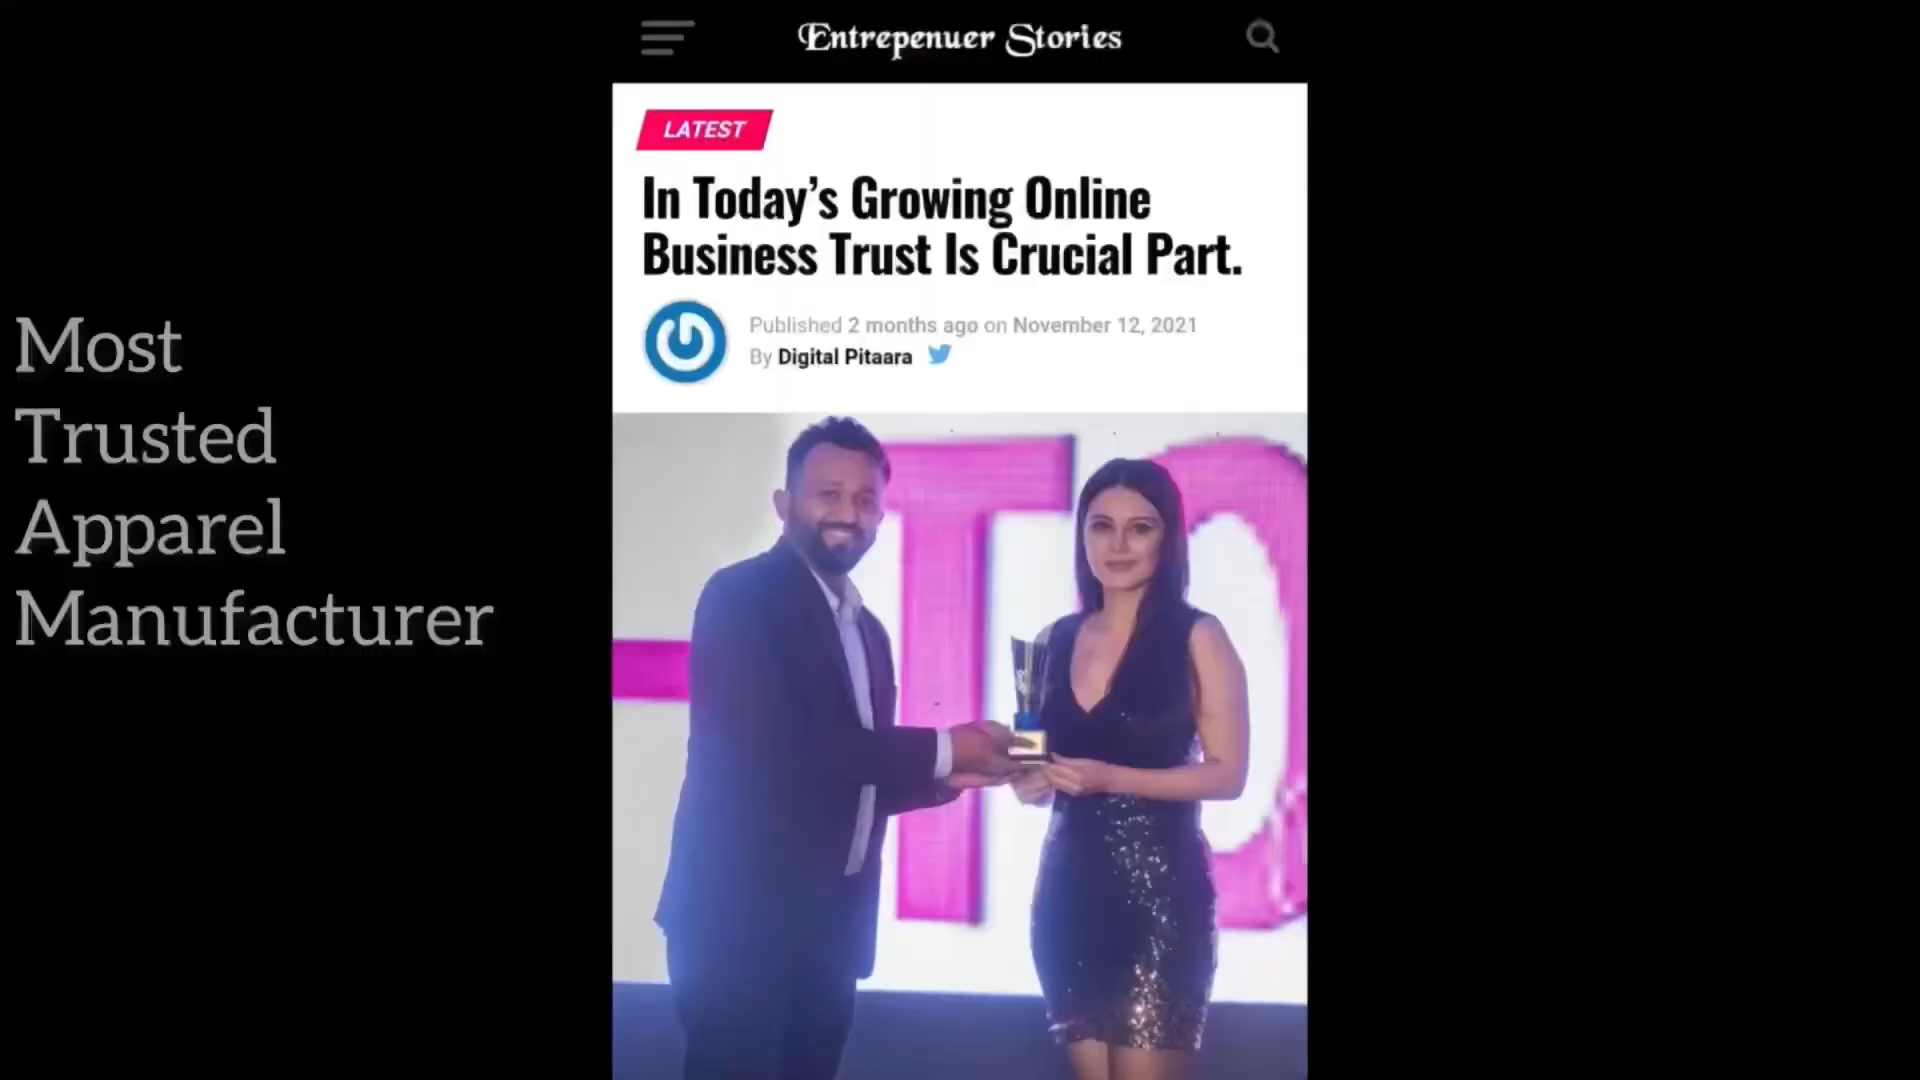 Entrepenuer Stories
LATEST
In Today’s Growing Online
Business Trust Is Crucial Part.
Published 2 months ago on November 12, 2021
By Digital Pitaara
Most
Trusted
Apparel
Manufacturer